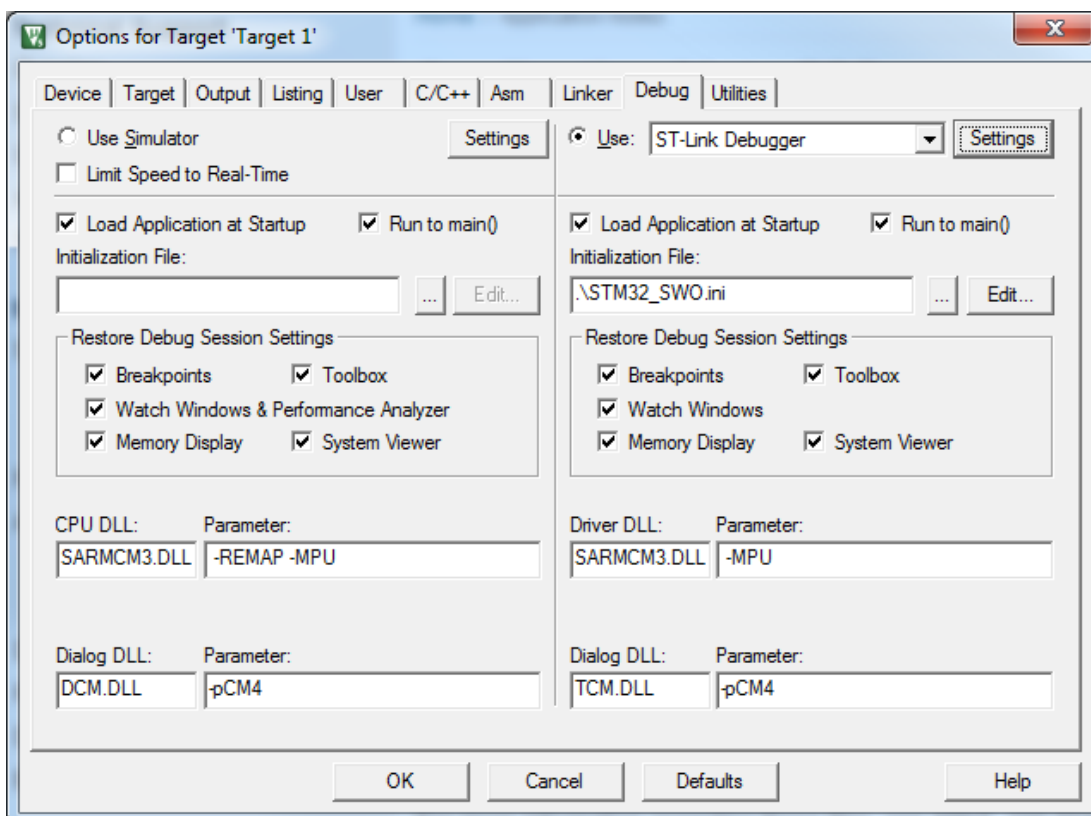 Options for Target 'Target 1'
Device Target Output Listing User C/C++ Asm Linker Debug Utilities
Use Simulator Settings
Limit Speed to Real-Time
Use: ST-Link Debugger Settings
Load Application at Startup Run to main()
Initialization File:
... Edit...
Restore Debug Session Settings
Breakpoints Toolbox
Watch Windows & Performance Analyzer
Memory Display System Viewer
CPU DLL: Parameter:
SARMCM3.DLL -REMAP -MPU
Dialog DLL: Parameter:
DCM.DLL -pCM4
Load Application at Startup Run to main()
Initialization File:
.\STM32_SWO.ini ... Edit...
Restore Debug Session Settings
Breakpoints Toolbox
Watch Windows
Memory Display System Viewer
Driver DLL: Parameter:
SARMCM3.DLL -MPU
Dialog DLL: Parameter:
TCM.DLL -pCM4
OK Cancel Defaults Help